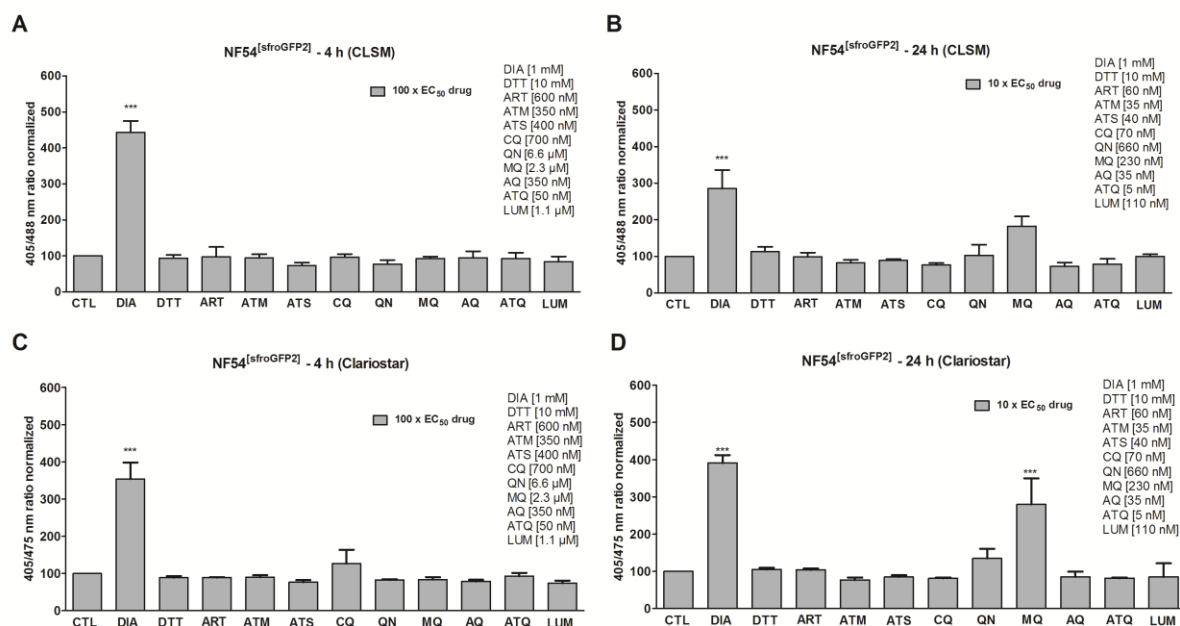 A
NF54[sfroGFP2] - 4 h (CLSM)
405/488 nm ratio normalized
600
500
400
300
200
100
0
***
100 x EC50 drug
DIA [1 mM]
DTT [10 mM]
ART [600 nM]
ATM [350 nM]
ATS [400 nM]
CQ [700 nM]
QN [6.6 µM]
MQ [2.3 µM]
AQ [350 nM]
ATQ [50 nM]
LUM [1.1 µM]
CTL DIA DTT ART ATM ATS CQ QN MQ AQ ATQ LUM
B
NF54[sfroGFP2] - 24 h (CLSM)
405/488 nm ratio normalized
600
500
400
300
200
100
0
***
10 x EC50 drug
DIA [1 mM]
DTT [10 mM]
ART [60 nM]
ATM [35 nM]
ATS [40 nM]
CQ [70 nM]
QN [660 nM]
MQ [230 nM]
AQ [35 nM]
ATQ [5 nM]
LUM [110 nM]
CTL DIA DTT ART ATM ATS CQ QN MQ AQ ATQ LUM
C
NF54[sfroGFP2] - 4 h (Clariostar)
405/475 nm ratio normalized
600
500
400
300
200
100
0
***
100 x EC50 drug
DIA [1 mM]
DTT [10 mM]
ART [600 nM]
ATM [350 nM]
ATS [400 nM]
CQ [700 nM]
QN [6.6 µM]
MQ [2.3 µM]
AQ [350 nM]
ATQ [50 nM]
LUM [1.1 µM]
CTL DIA DTT ART ATM ATS CQ QN MQ AQ ATQ LUM
D
NF54[sfroGFP2] - 24 h (Clariostar)
405/475 nm ratio normalized
600
500
400
300
200
100
0
***
***
10 x EC50 drug
DIA [1 mM]
DTT [10 mM]
ART [60 nM]
ATM [35 nM]
ATS [40 nM]
CQ [70 nM]
QN [660 nM]
MQ [230 nM]
AQ [35 nM]
ATQ [5 nM]
LUM [110 nM]
CTL DIA DTT ART ATM ATS CQ QN MQ AQ ATQ LUM